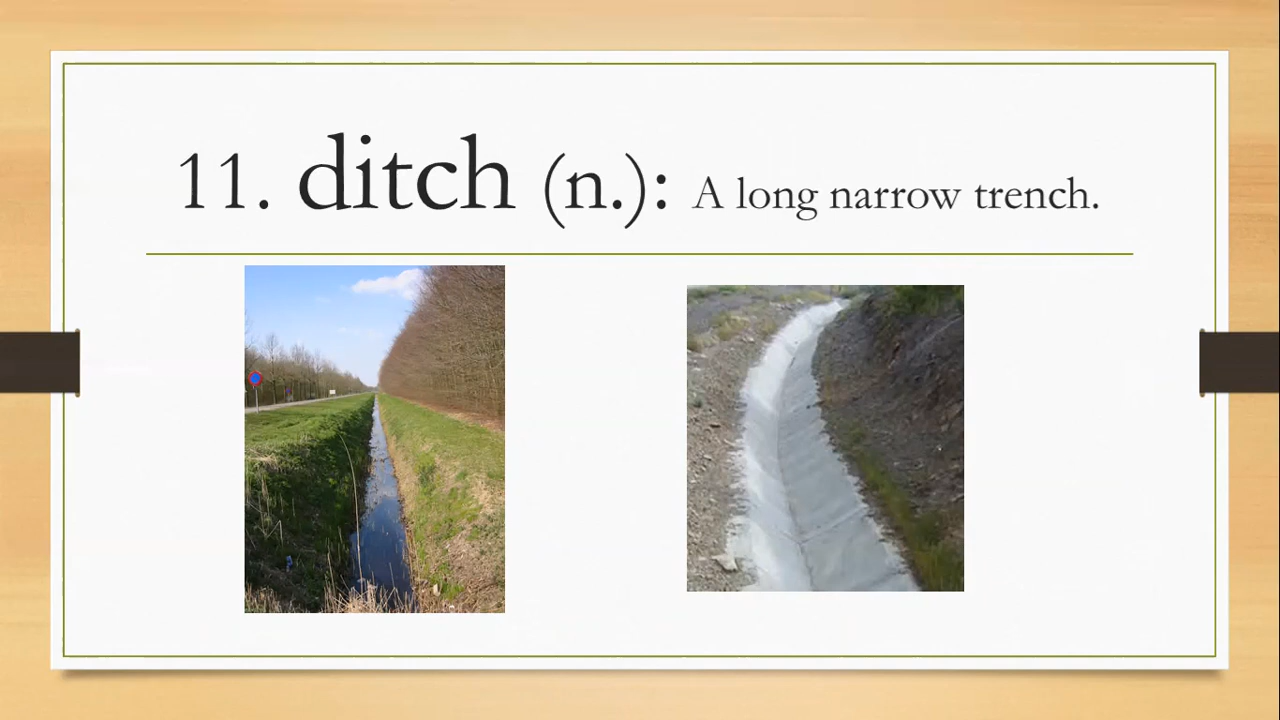 11. ditch (n.): A long narrow trench.